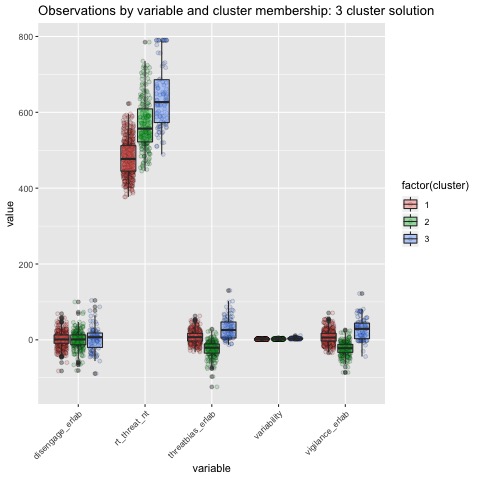 Observations by variable and cluster membership: 3 cluster solution
800
600
400
200
0
value
disengage_erlab
rt_threat_nt
threatbias_erlab
variability
vigilance_erlab
variable
factor(cluster)
1
2
3